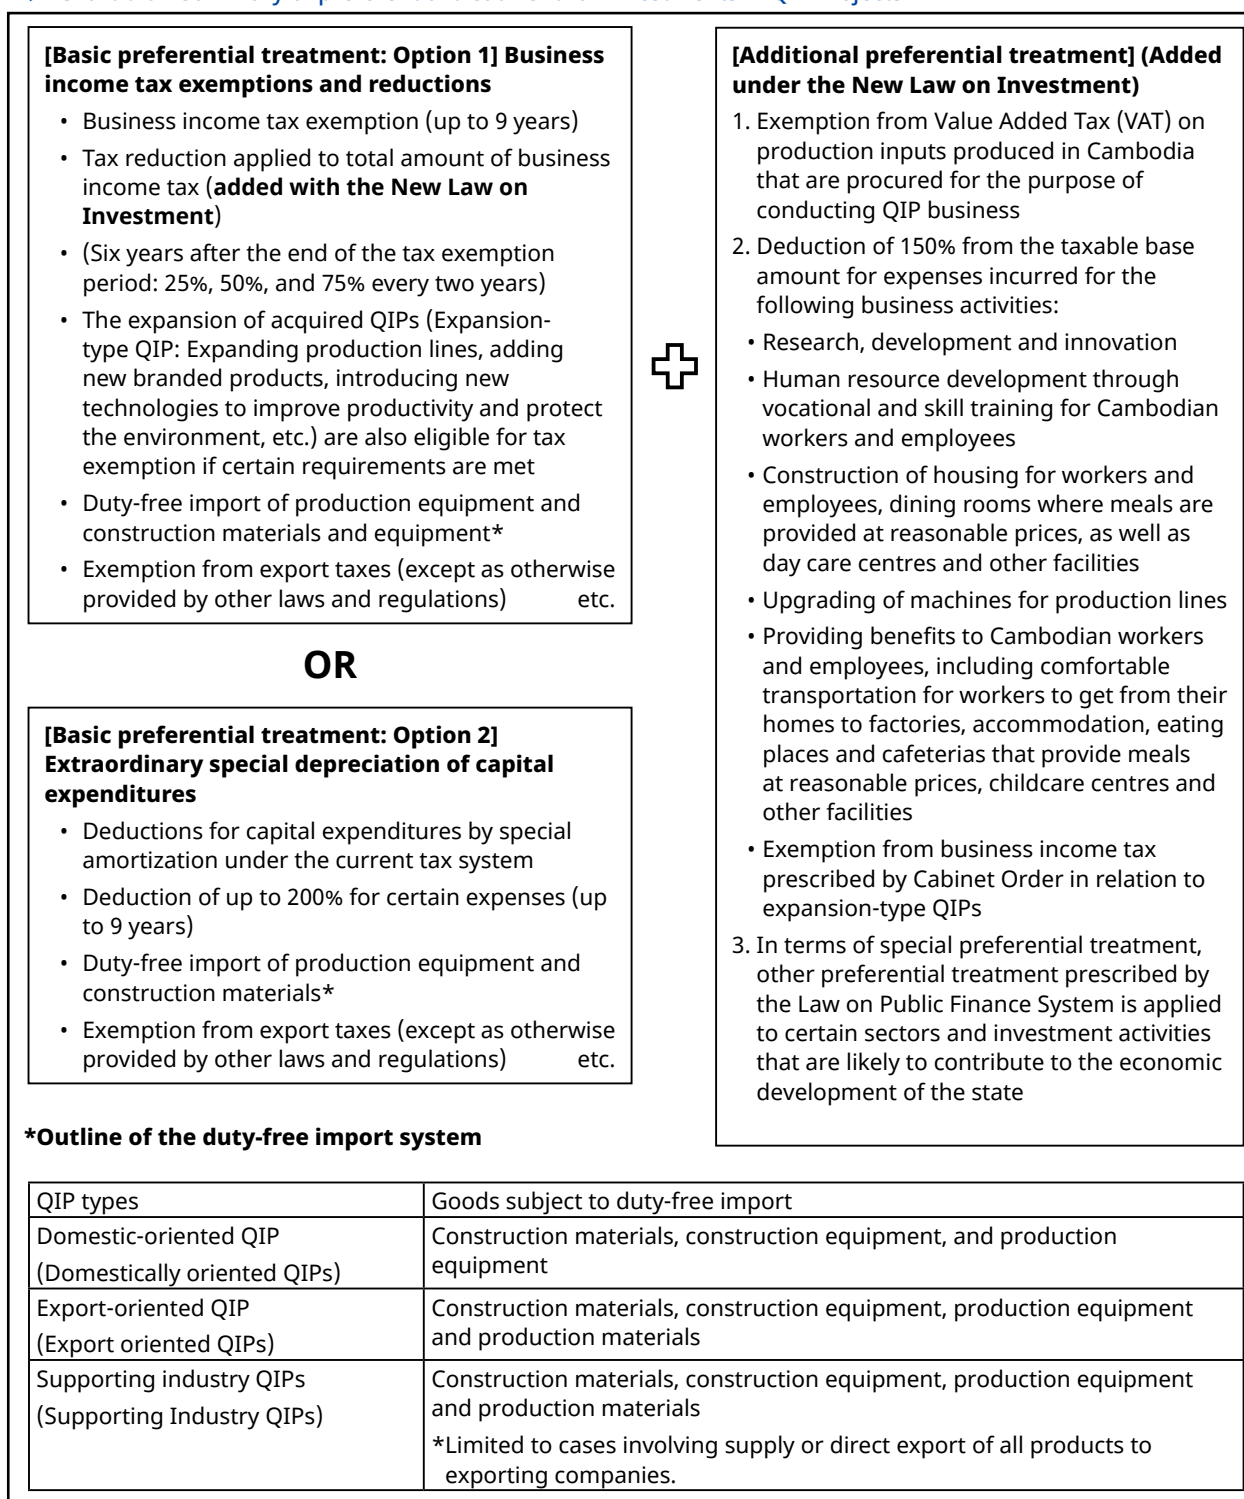 [Basic preferential treatment: Option 1] Business
income tax exemptions and reductions
• Business income tax exemption (up to 9 years)
• Tax reduction applied to total amount of business
income tax (added with the New Law on
Investment)
• (Six years after the end of the tax exemption
period: 25%, 50%, and 75% every two years)
• The expansion of acquired QIPs (Expansion-
type QIP: Expanding production lines, adding
new branded products, introducing new
technologies to improve productivity and protect
the environment, etc.) are also eligible for tax
exemption if certain requirements are met
• Duty-free import of production equipment and
construction materials and equipment*
• Exemption from export taxes (except as otherwise
provided by other laws and regulations) etc.
OR
[Basic preferential treatment: Option 2]
Extraordinary special depreciation of capital
expenditures
• Deductions for capital expenditures by special
amortization under the current tax system
• Deduction of up to 200% for certain expenses (up
to 9 years)
• Duty-free import of production equipment and
construction materials*
• Exemption from export taxes (except as otherwise
provided by other laws and regulations) etc.
[Additional preferential treatment] (Added
under the New Law on Investment)
1. Exemption from Value Added Tax (VAT) on
production inputs produced in Cambodia
that are procured for the purpose of
conducting QIP business
2. Deduction of 150% from the taxable base
amount for expenses incurred for the
following business activities:
• Research, development and innovation
• Human resource development through
vocational and skill training for Cambodian
workers and employees
• Construction of housing for workers and
employees, dining rooms where meals are
provided at reasonable prices, as well as
day care centres and other facilities
• Upgrading of machines for production lines
• Providing benefits to Cambodian workers
and employees, including comfortable
transportation for workers to get from their
homes to factories, accommodation, eating
places and cafeterias that provide meals
at reasonable prices, childcare centres and
other facilities
• Exemption from business income tax
prescribed by Cabinet Order in relation to
expansion-type QIPs
3. In terms of special preferential treatment,
other preferential treatment prescribed by
the Law on Public Finance System is applied
to certain sectors and investment activities
that are likely to contribute to the economic
development of the state
*Outline of the duty-free import system
QIP types
Goods subject to duty-free import
Domestic-oriented QIP
(Domestically oriented QIPs)
Construction materials, construction equipment, and production
equipment
Export-oriented QIP
(Export oriented QIPs)
Construction materials, construction equipment, production equipment
and production materials
Supporting industry QIPs
(Supporting Industry QIPs)
Construction materials, construction equipment, production equipment
and production materials
*Limited to cases involving supply or direct export of all products to
exporting companies.